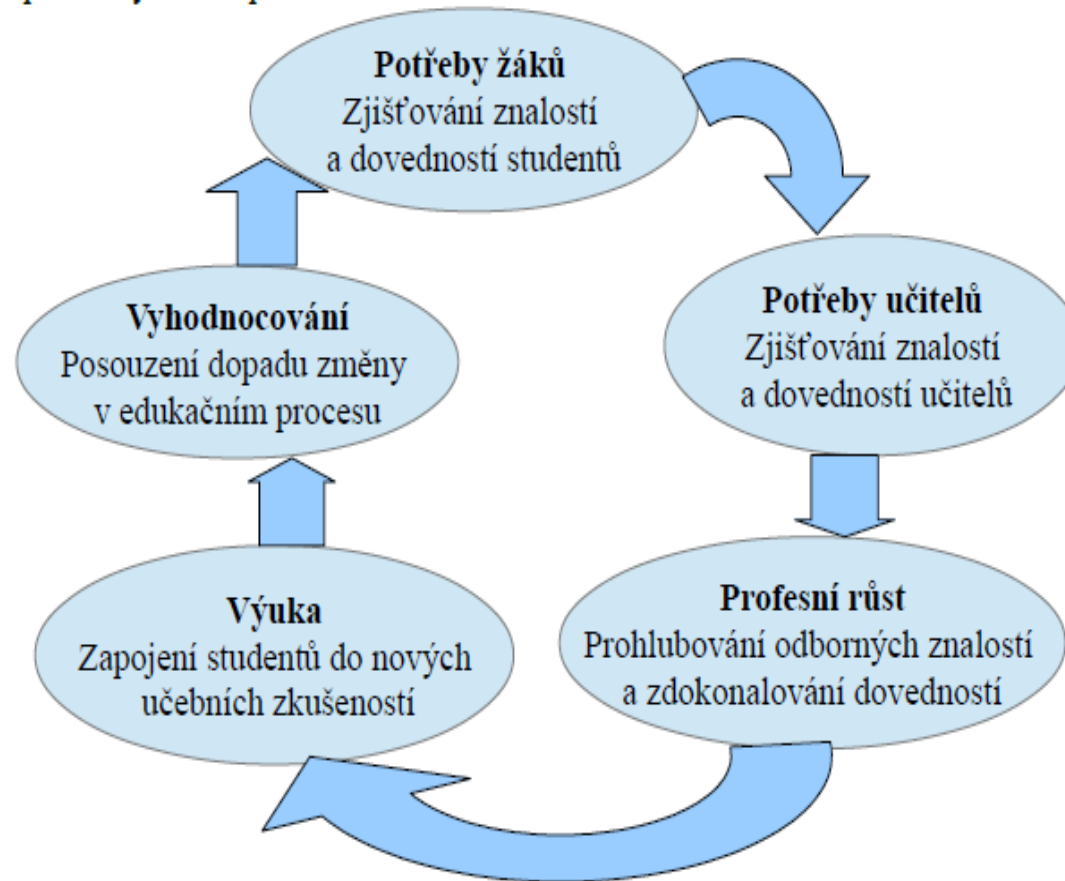 Potřeby žáků
Zjišťování znalostí
a dovedností studentů
Potřeby učitelů
Zjišťování znalostí
a dovedností učitelů
Profesní růst
Prohlubování odborných znalostí
a zdokonalování dovedností
Výuka
Zapojení studentů do nových
učebních zkušeností
Vyhodnocování
Posouzení dopadu změny
v edukačním procesu